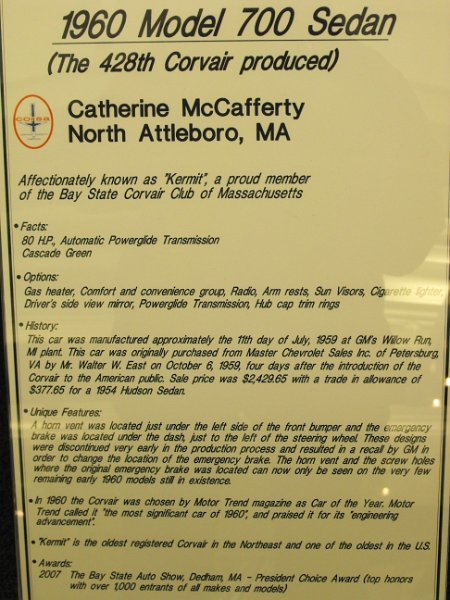 1960 Model 700 Sedan
(The 428th Corvair produced)
corsa
Catherine McCafferty
North Attleboro, MA
Affectionately known as "Kermit", a proud member
of the Bay State Corvair Club of Massachusetts
• Facts:
80 H.P., Automatic Powerglide Transmission
Cascade Green
• Options:
Gas heater, Comfort and convenience group, Radio, Arm rests, Sun Visors, Cigarette lighter,
Driver's side view mirror, Powerglide Transmission, Hub cap trim rings
• History:
This car was manufactured approximately the 11th day of July, 1959 at GM's Willow Run,
MI plant. This car was originally purchased from Master Chevrolet Sales Inc. of Petersburg,
VA by Mr. Walter W. East on October 6, 1959, four days after the introduction of the
Corvair to the American public. Sale price was $2,429.65 with a trade in allowance of
$377.65 for a 1954 Hudson Sedan.
• Unique Features:
A horn vent was located just under the left side of the front bumper and the emergency
brake was located under the dash, just to the left of the steering wheel. These designs
were discontinued very early in the production process and resulted in a recall by GM in
order to change the location of the emergency brake. The horn vent and the screw holes
where the original emergency brake was located can now only be seen on the very few
remaining early 1960 models still in existence.
• In 1960 the Corvair was chosen by Motor Trend magazine as Car of the Year. Motor
Trend called it "the most significant car of 1960", and praised it for its "engineering
advancement".
• "Kermit" is the oldest registered Corvair in the Northeast and one of the oldest in the U.S.
• Awards:
2007 The Bay State Auto Show, Dedham, MA - President Choice Award (top honors
with over 1,000 entrants of all makes and models)